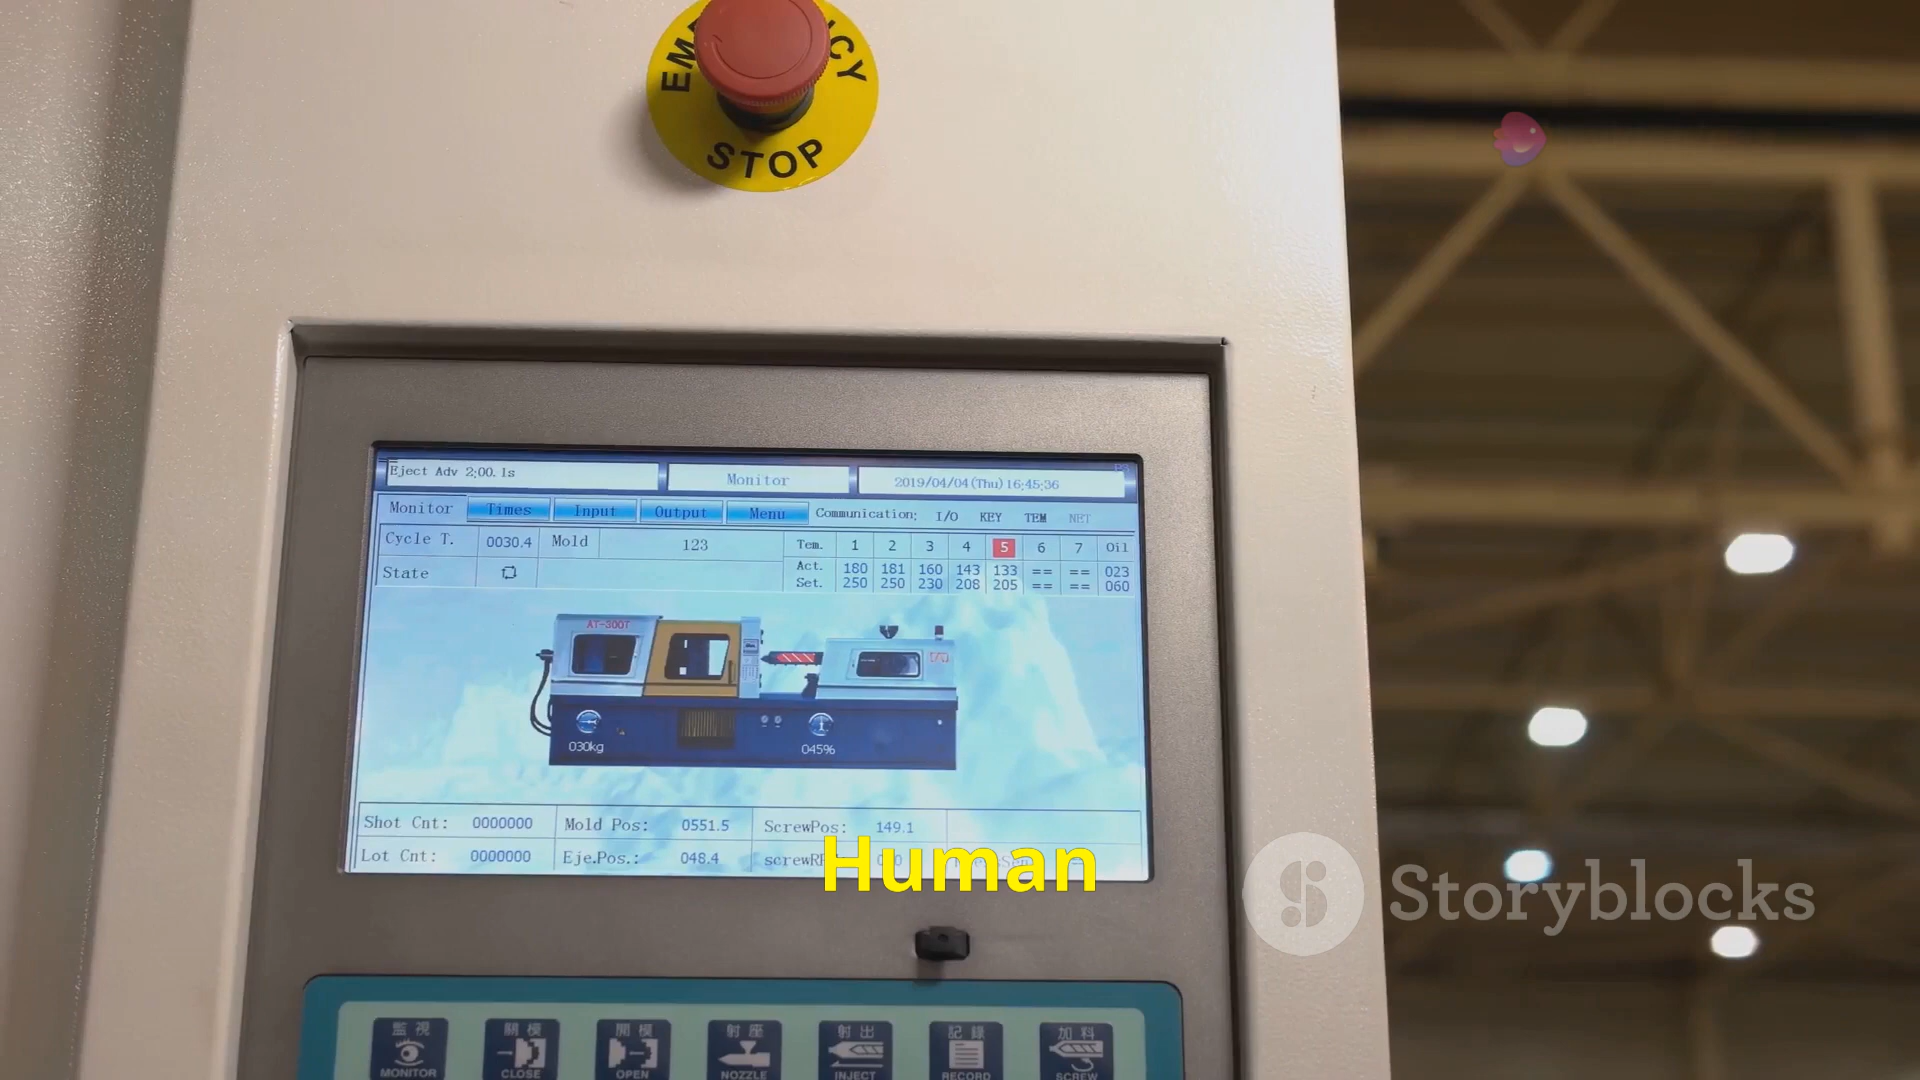 EME
NCY
STOP
Eject Adv 2:00.1s
Monitor
2019/04/04(Thu)16:45:36
Monitor Times Input Output Menu Communication: I/O KEY TEM NET
Cycle T. 0030.4 Mold 123 Tem. 1 2 3 4 5 6 7 Oil
State
Act. 180 181 160 143 133 == == 023
Set. 250 250 230 208 205 == == 060
AT-300T
030kg
045%
Shot Cnt: 0000000 Mold Pos: 0551.5 ScrewPos: 149.1
Lot Cnt: 0000000 Eje.Pos.: 048.4
Human
Storyblocks
監視 關模 開模 射座 射出 記錄 加料
MONITOR CLOSE OPEN NOZZLE INJECT RECORD SCREW